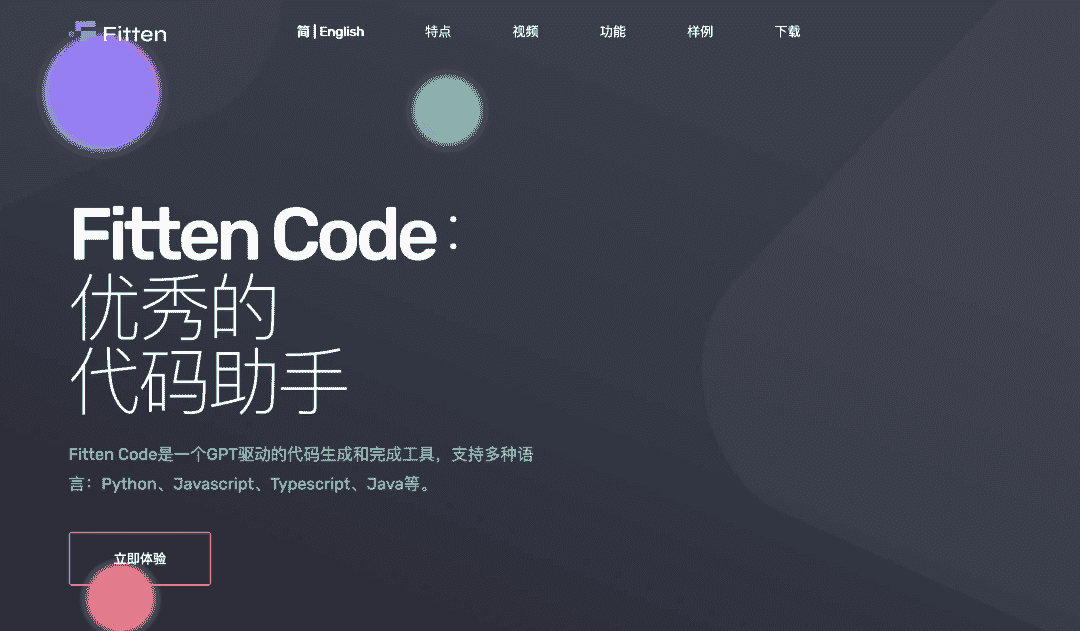 Fitten
简 | English
特点
视频
功能
样例
下载
Fitten Code：
优秀的
代码助手
Fitten Code是一个GPT驱动的代码生成和完成工具，支持多种语
言：Python、Javascript、Typescript、Java等。
立即体验